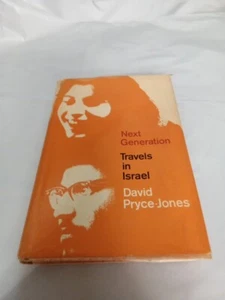 Next
Generation
Travels
in
Israel
David
Pryce-Jones